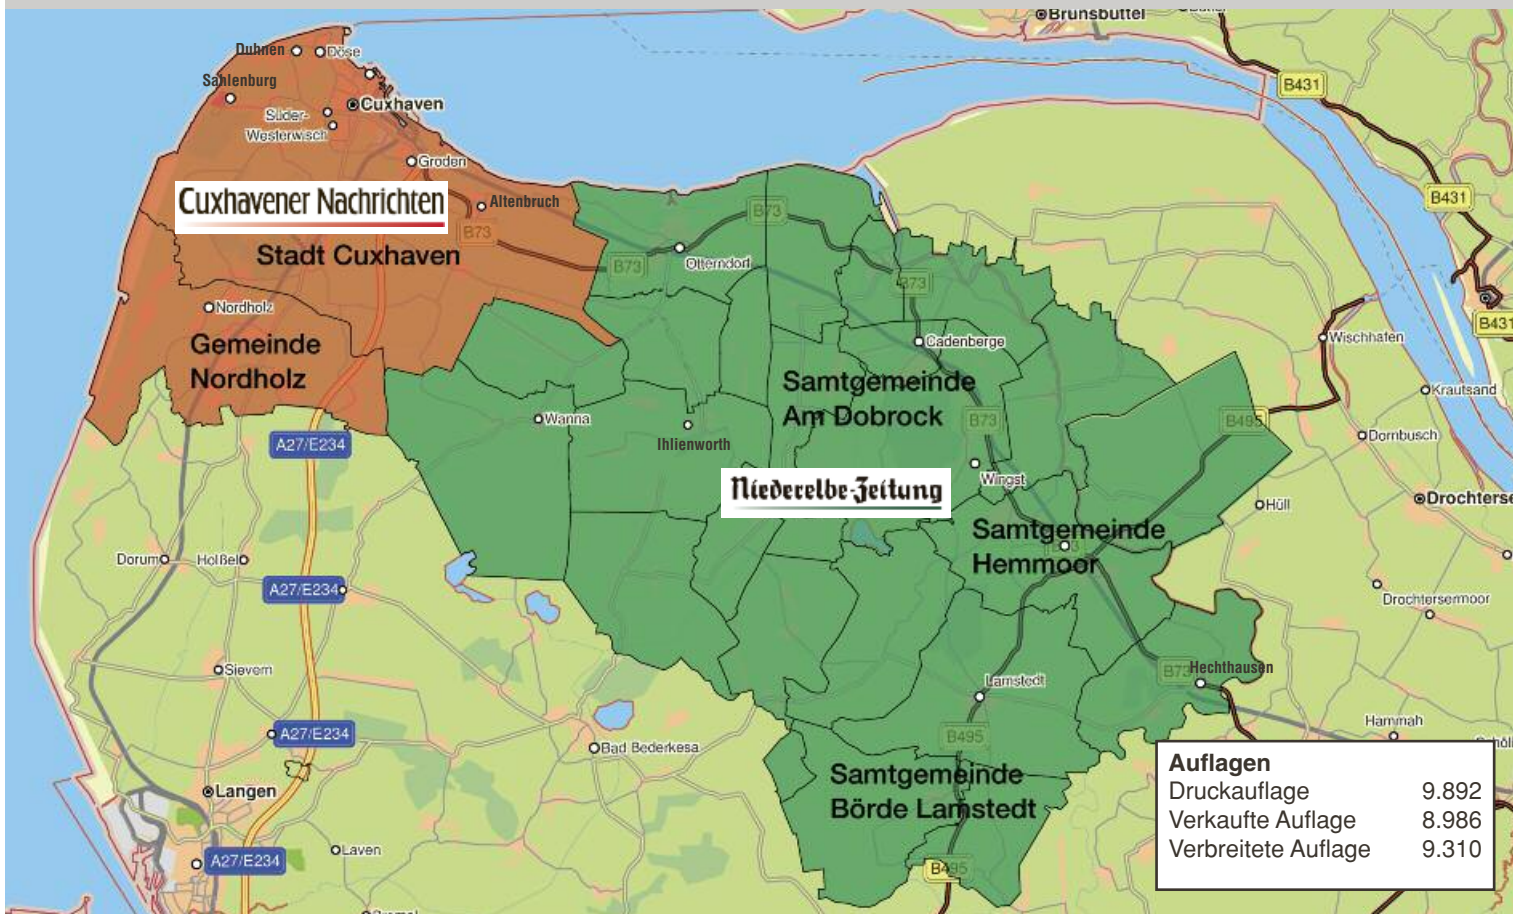 Brunsbüttel
Duhnen
Döse
Sahlenburg
B431
Cuxhaven
Süder-
Westerwisch
Groden
B431
Cuxhavener Nachrichten
Altenbruch
B73
B73
Stadt Cuxhaven
B73
Otterndorf
B73
Nordholz
B431
Gemeinde
Nordholz
Cadenberge
Wischhafen
Samtgemeinde
Am Dobrock
Krautsand
Wanna
B73
B495
A27/E234
Ihlienworth
Dornbusch
Niederelbe-Zeitung
Wingst
Drochterse
Hüll
Samtgemeinde
Hemmoor
Dorum
Holßel
A27/E234
Drochtersermoor
Sievern
B73
Hechthausen
Lamstedt
Hammah
A27/E234
B495
Bad Bederkesa
Samtgemeinde
Börde Lamstedt
Langen
Auflagen
Druckauflage 9.892
Verkaufte Auflage 8.986
Verbreitete Auflage 9.310
Laven
A27/E234
B495